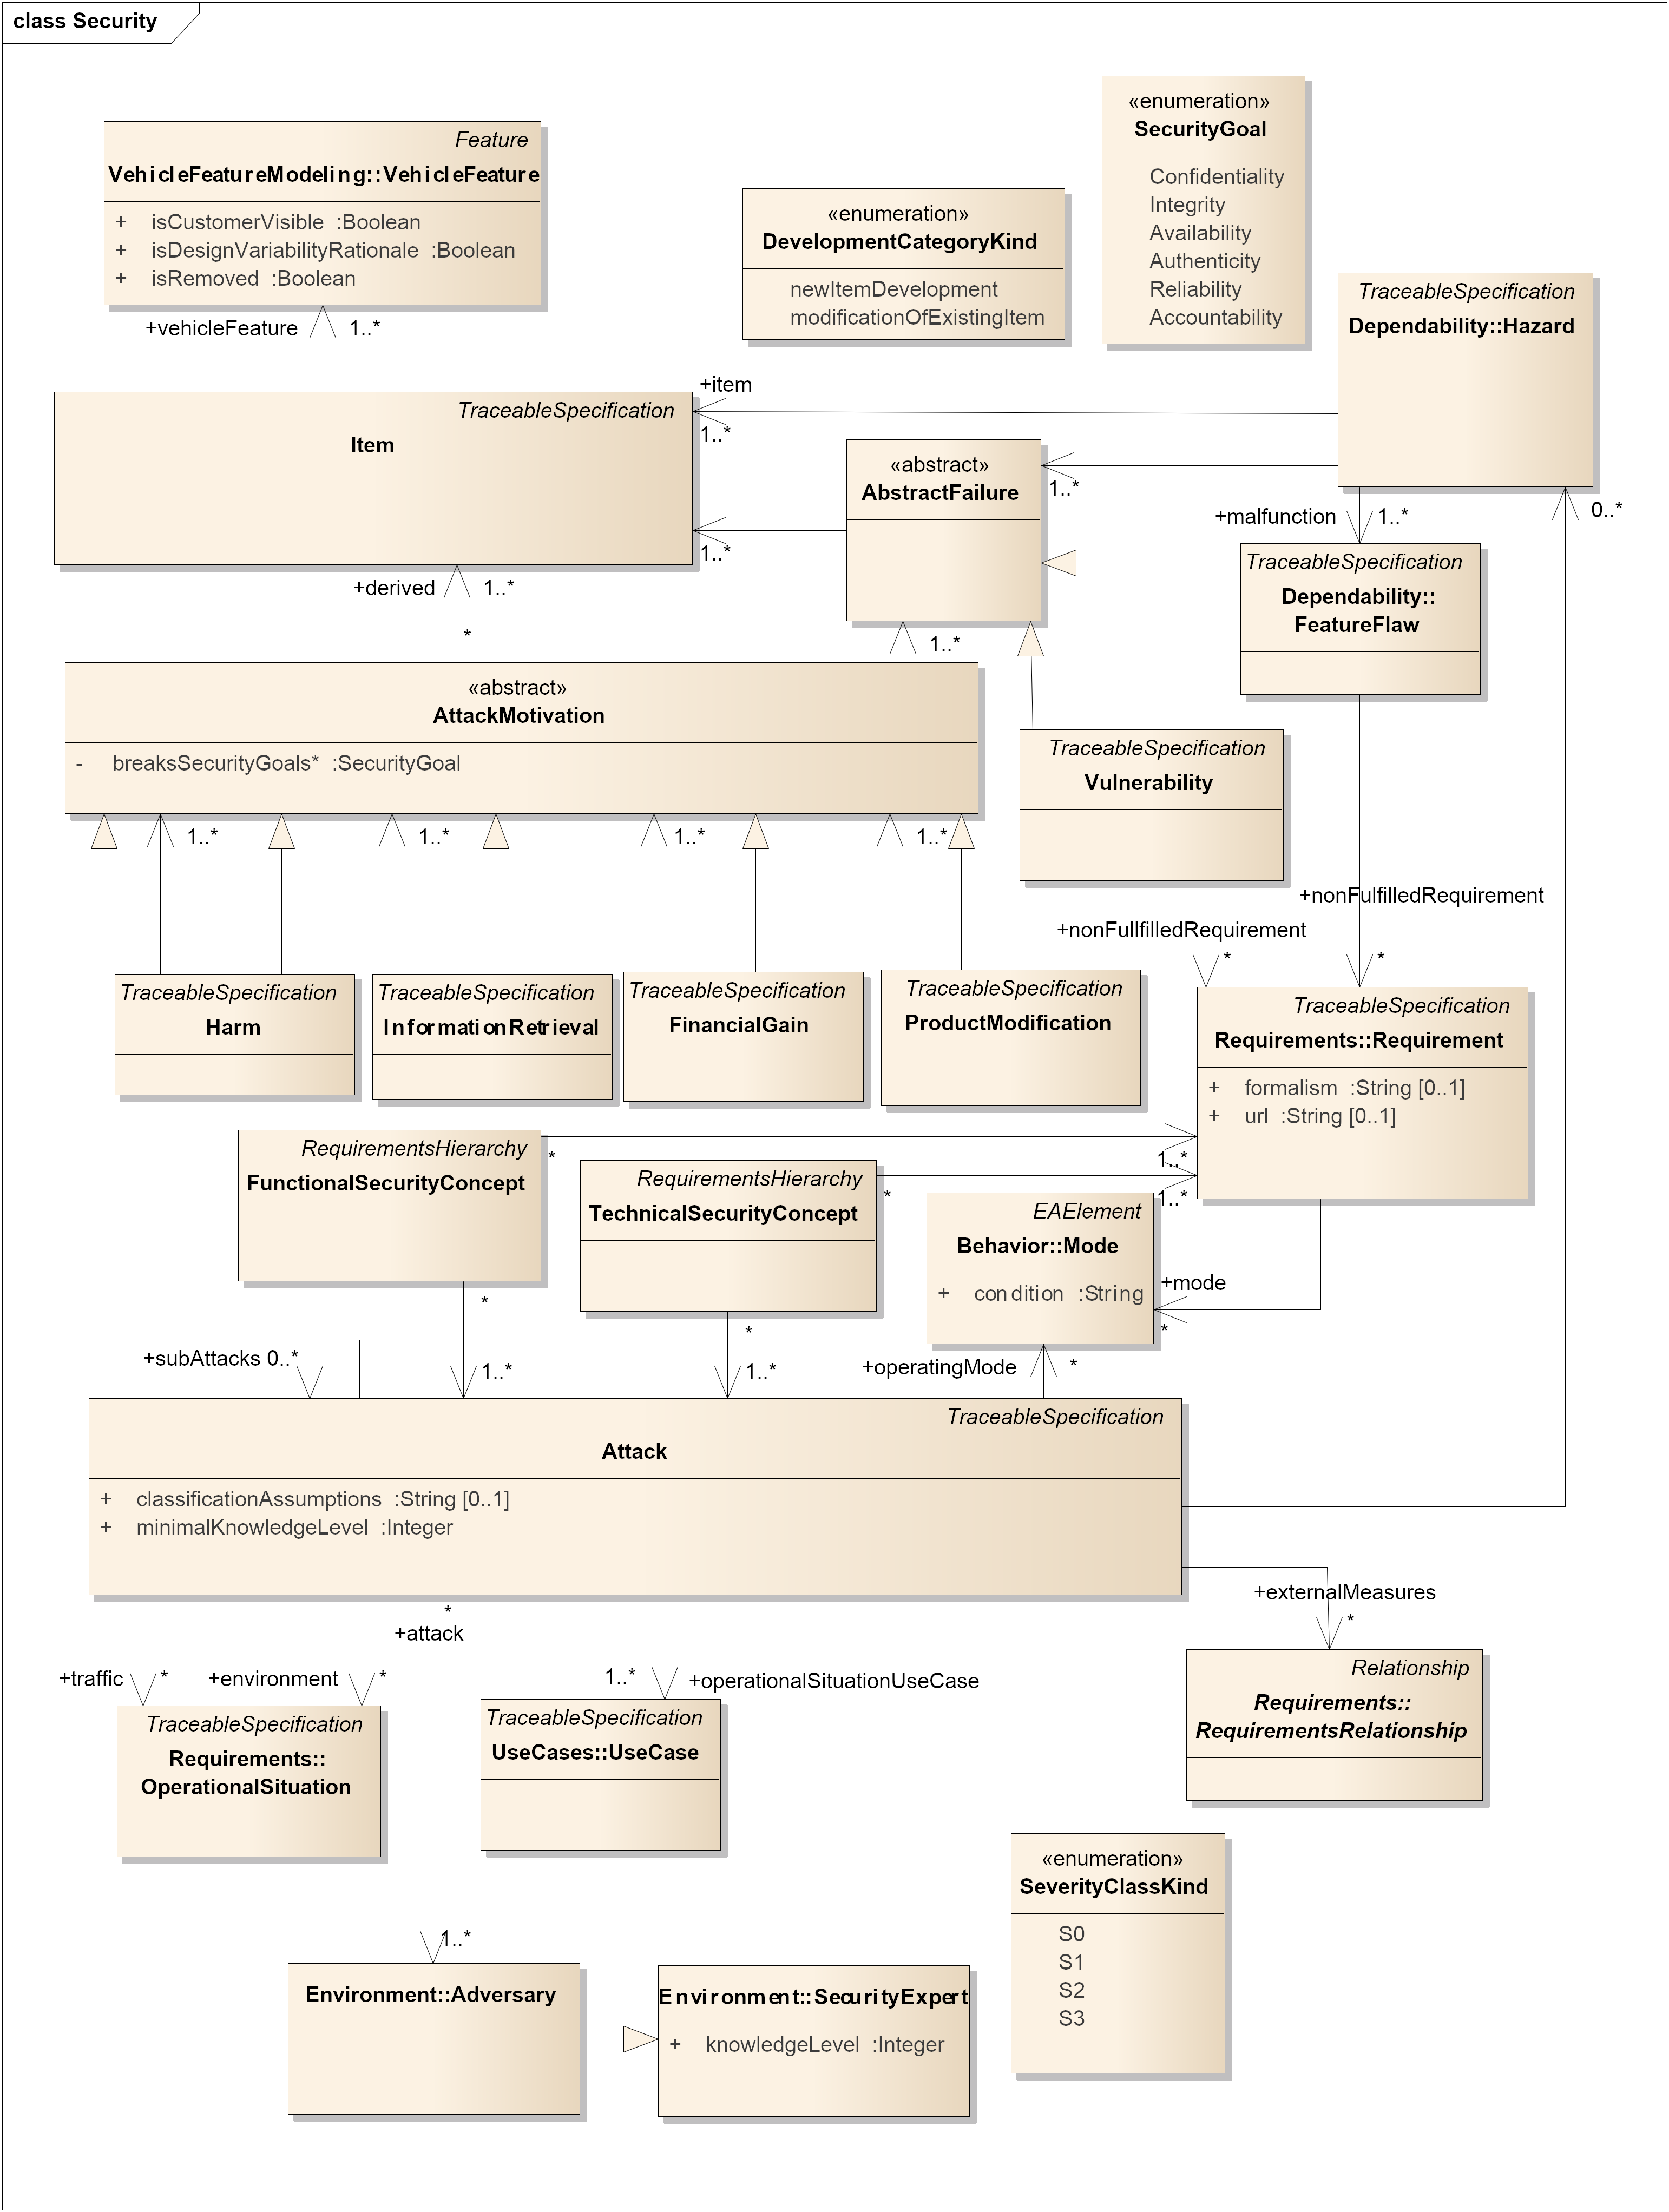 class Security
«enumeration»
SecurityGoal
Confidentiality
Integrity
Availability
Authenticity
Reliability
Accountability
Feature
VehicleFeatureModeling::VehicleFeature
+ isCustomerVisible :Boolean
+ isDesignVariabilityRationale :Boolean
+ isRemoved :Boolean
«enumeration»
DevelopmentCategoryKind
newItemDevelopment
modificationOfExistingItem
TraceableSpecification
Dependability::Hazard
+vehicleFeature 1..*
+item
1..*
TraceableSpecification
Item
«abstract»
AbstractFailure
1..*
1..*
+malfunction 1..*
0..*
TraceableSpecification
Dependability::
FeatureFlaw
+derived 1..*
*
1..*
«abstract»
AttackMotivation
- breaksSecurityGoals* :SecurityGoal
TraceableSpecification
Vulnerability
1..*
1..*
1..*
1..*
+nonFulfilledRequirement
*
+nonFullfilledRequirement
*
TraceableSpecification
Harm
TraceableSpecification
InformationRetrieval
TraceableSpecification
FinancialGain
TraceableSpecification
ProductModification
TraceableSpecification
Requirements::Requirement
+ formalism :String [0..1]
+ url :String [0..1]
RequirementsHierarchy
FunctionalSecurityConcept
*
1..*
RequirementsHierarchy
TechnicalSecurityConcept
*
1..*
EAElement
Behavior::Mode
+ condition :String
+mode
*
*
1..*
*
1..*
+subAttacks 0..*
+operatingMode *
TraceableSpecification
Attack
+ classificationAssumptions :String [0..1]
+ minimalKnowledgeLevel :Integer
+externalMeasures
*
*
+attack
+traffic *
+environment *
1..* +operationalSituationUseCase
TraceableSpecification
Requirements::
OperationalSituation
TraceableSpecification
UseCases::UseCase
Relationship
Requirements::
RequirementsRelationship
«enumeration»
SeverityClassKind
S0
S1
S2
S3
1..*
Environment::Adversary
Environment::SecurityExpert
+ knowledgeLevel :Integer